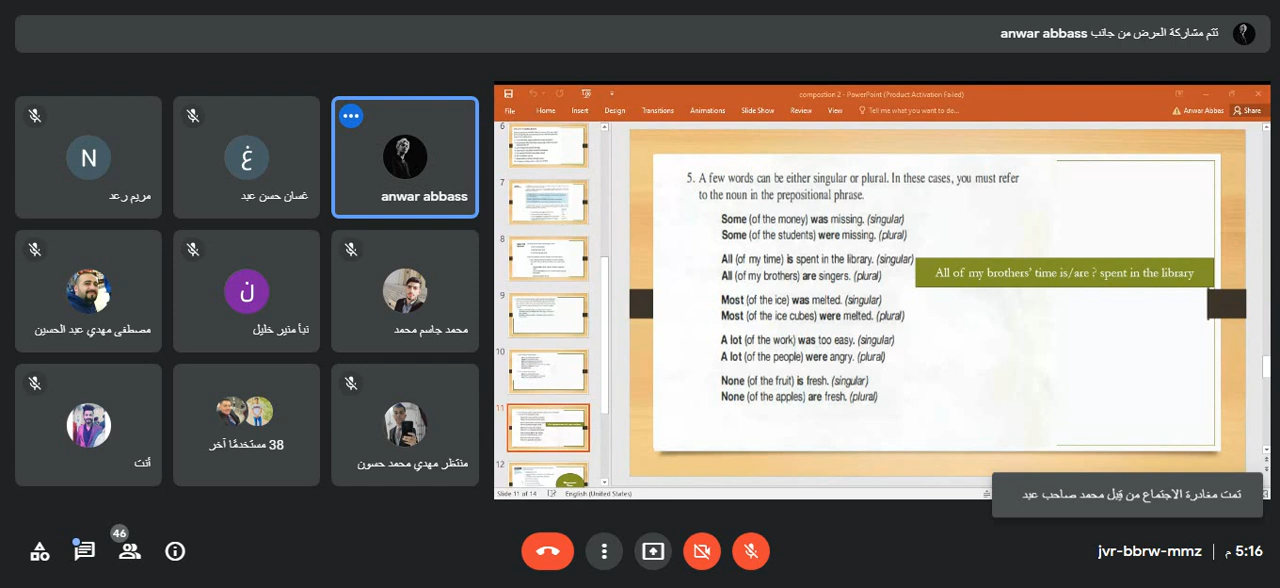 تتم مشاركة العرض من جانب anwar abbass
N
مريم رعد
غ
غسان حسن عبد
anwar abbass
مصطفى مهدي عبد الحسين
ن
نبأ منير خليل
محمد جاسم محمد
أنت
38 مستخدمًا آخر
منتظر مهدي محمد حسون
compostion 2 - PowerPoint (Product Activation Failed)
File Home Insert Design Transitions Animations Slide Show Review View Tell me what you want to do... Anwar Abbas Share
6
7
8
9
10
11
12
5. A few words can be either singular or plural. In these cases, you must refer
to the noun in the prepositional phrase.
Some (of the money) was missing. (singular)
Some (of the students) were missing. (plural)
All (of my time) is spent in the library. (singular)
All (of my brothers) are singers. (plural)
All of my brothers' time is/are ? spent in the library
Most (of the ice) was melted. (singular)
Most (of the ice cubes) were melted. (plural)
A lot (of the work) was too easy. (singular)
A lot (of the people) were angry. (plural)
None (of the fruit) is fresh. (singular)
None (of the apples) are fresh. (plural)
Slide 11 of 14 English (United States)
تمت مغادرة الاجتماع من قِبل محمد صاحب عبد
46
jvr-bbrw-mmz | 5:16 م